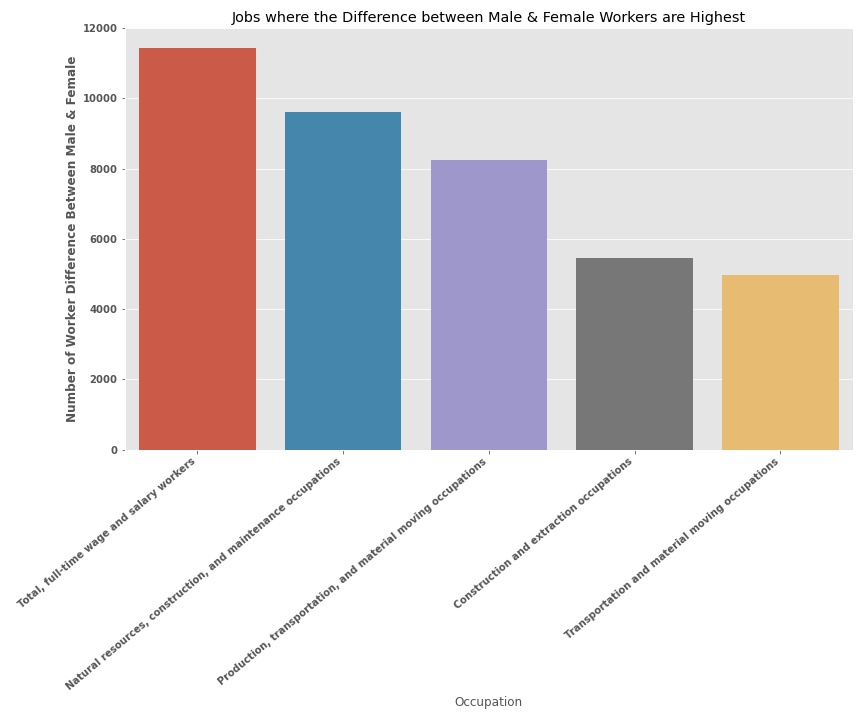 Jobs where the Difference between Male & Female Workers are Highest
Number of Worker Difference Between Male & Female
12000
10000
8000
6000
4000
2000
0
Total, full-time wage and salary workers
Natural resources, construction, and maintenance occupations
Production, transportation, and material moving occupations
Construction and extraction occupations
Transportation and material moving occupations
Occupation